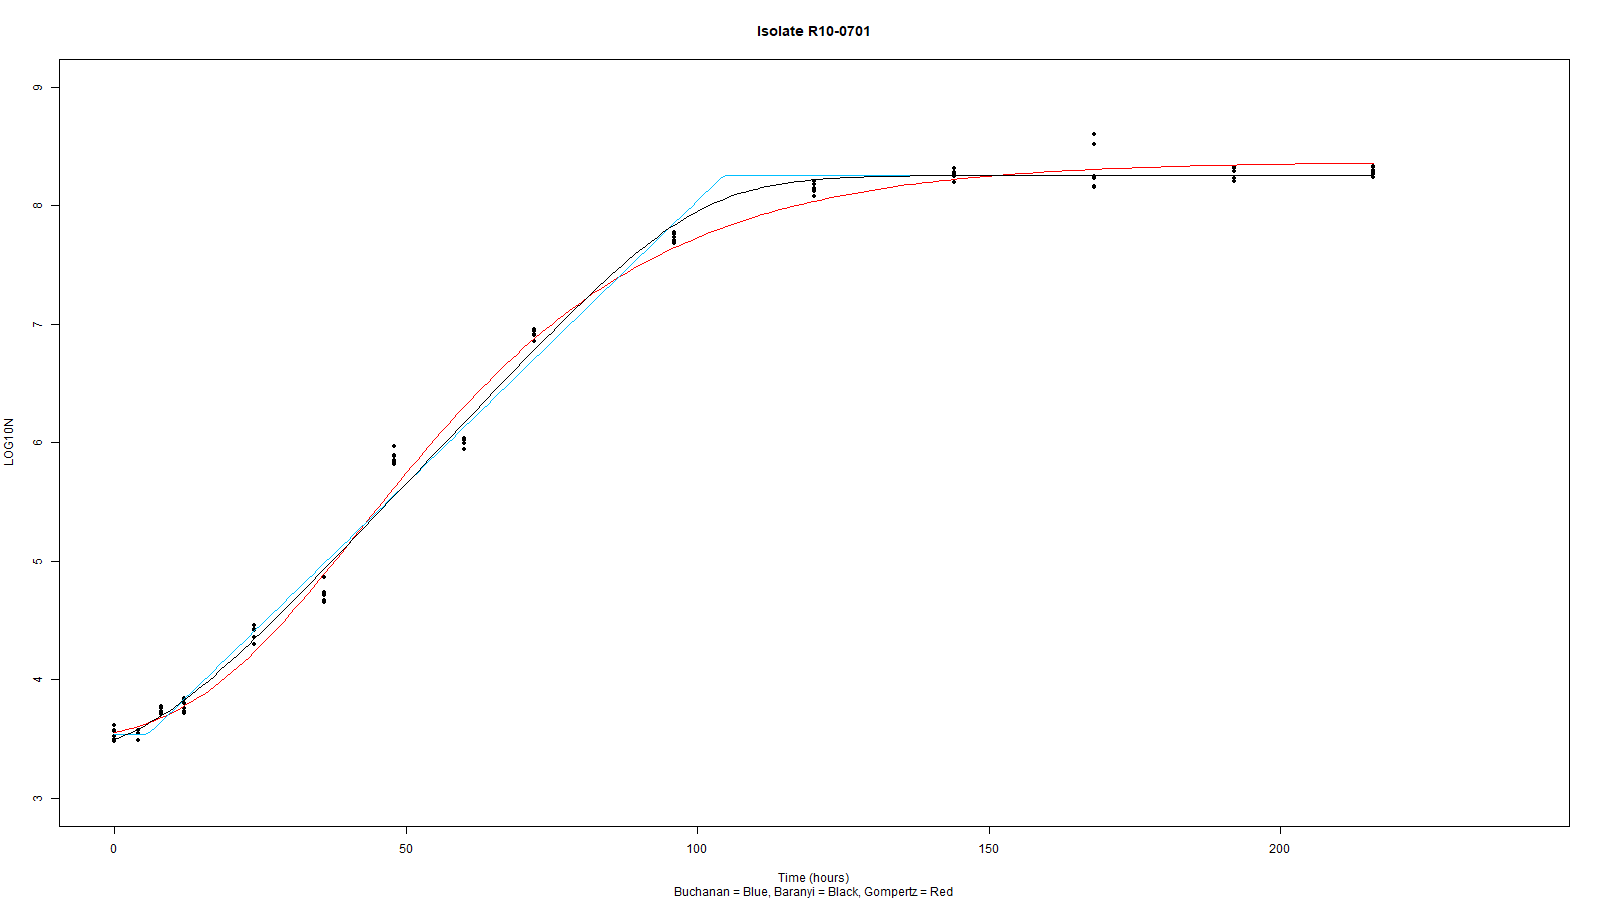 Isolate R10-0701
9
8
7
6
5
4
3
LOG10N
0 50 100 150 200
Time (hours)
Buchanan = Blue, Baranyi = Black, Gompertz = Red